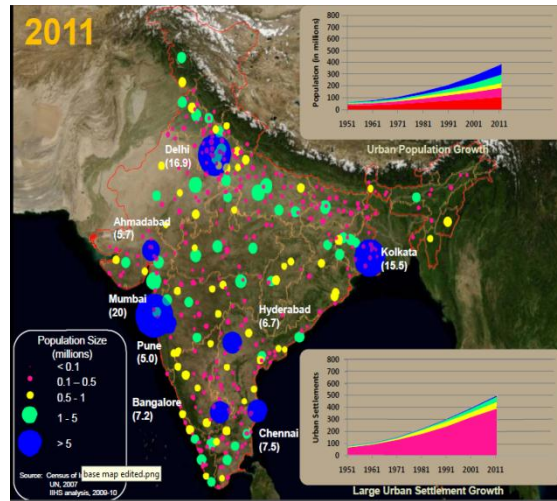 2011
Delhi
(16.9)
Ahmadabad
(5.7)
Mumbai
(20)
Pune
(5.0)
Hyderabad
(6.7)
Kolkata
(15.5)
Bangalore
(7.2)
Chennai
(7.5)
Population (in millions)
800
700
600
500
400
300
200
100
0
1951 1961 1971 1981 1991 2001 2011
Urban Population Growth
Population Size
(millions)
< 0.1
0.1 – 0.5
0.5 - 1
1 - 5
> 5
Source: Census of
UN, 2007
IIHS analysis, 2009-10
base map edited.png
Urban Settlements
800
700
600
500
400
300
200
100
0
1951 1961 1971 1981 1991 2001 2011
Large Urban Settlement Growth